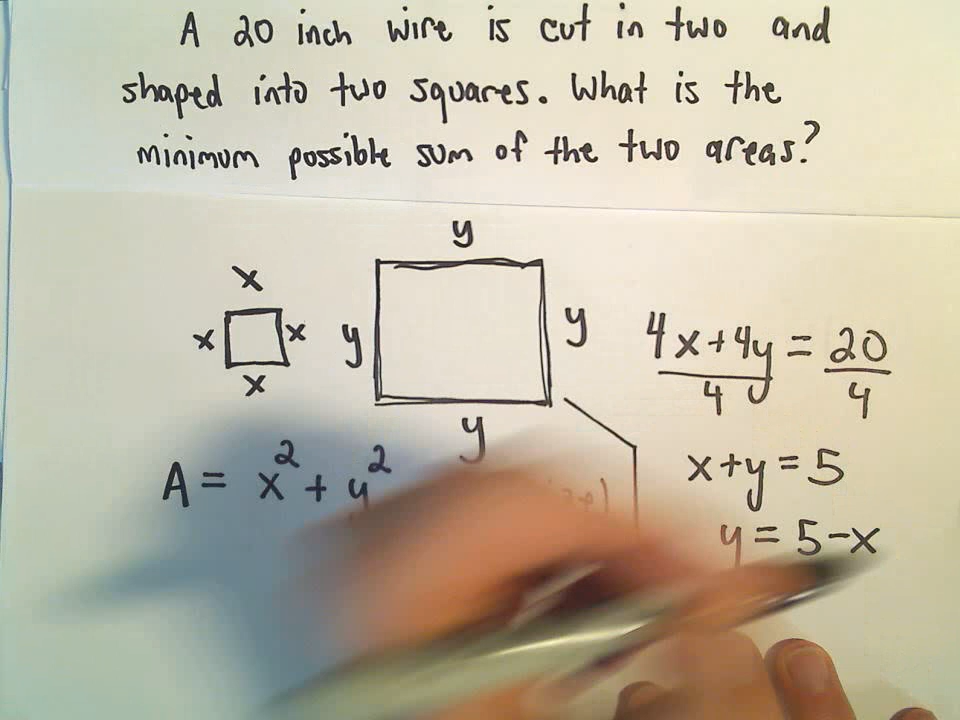 A 20 inch wire is cut in two and
shaped into two squares. What is the
minimum possible sum of the two areas?
y
x
x x y y
x
y
4x+4y = 20
4 4
A = x² + y²
x+y = 5
y = 5-x